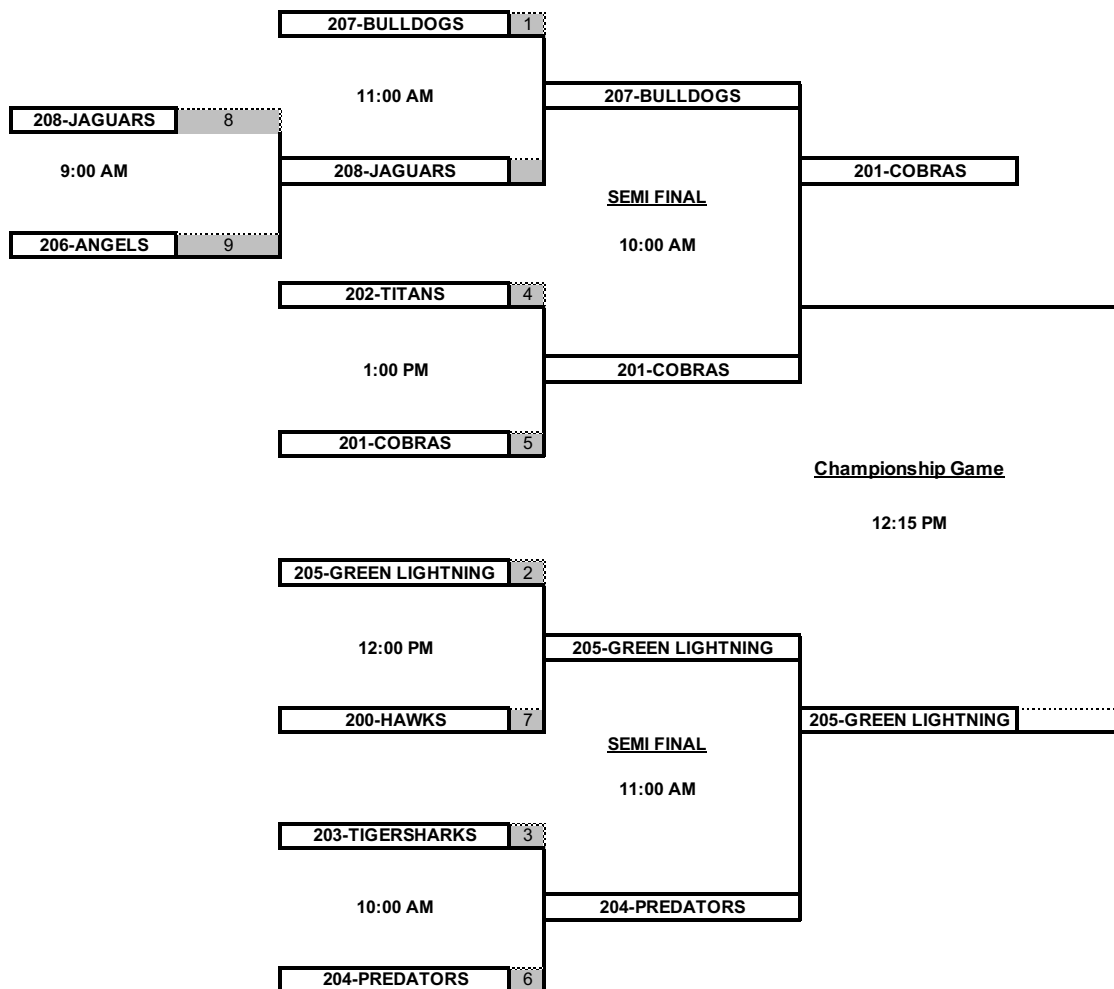 207-BULLDOGS 1
11:00 AM
207-BULLDOGS
208-JAGUARS 8
9:00 AM
208-JAGUARS
201-COBRAS
SEMI FINAL
206-ANGELS 9
10:00 AM
202-TITANS 4
1:00 PM
201-COBRAS
201-COBRAS 5
Championship Game
12:15 PM
205-GREEN LIGHTNING 2
12:00 PM
205-GREEN LIGHTNING
200-HAWKS 7
205-GREEN LIGHTNING
SEMI FINAL
11:00 AM
203-TIGERSHARKS 3
10:00 AM
204-PREDATORS
204-PREDATORS 6